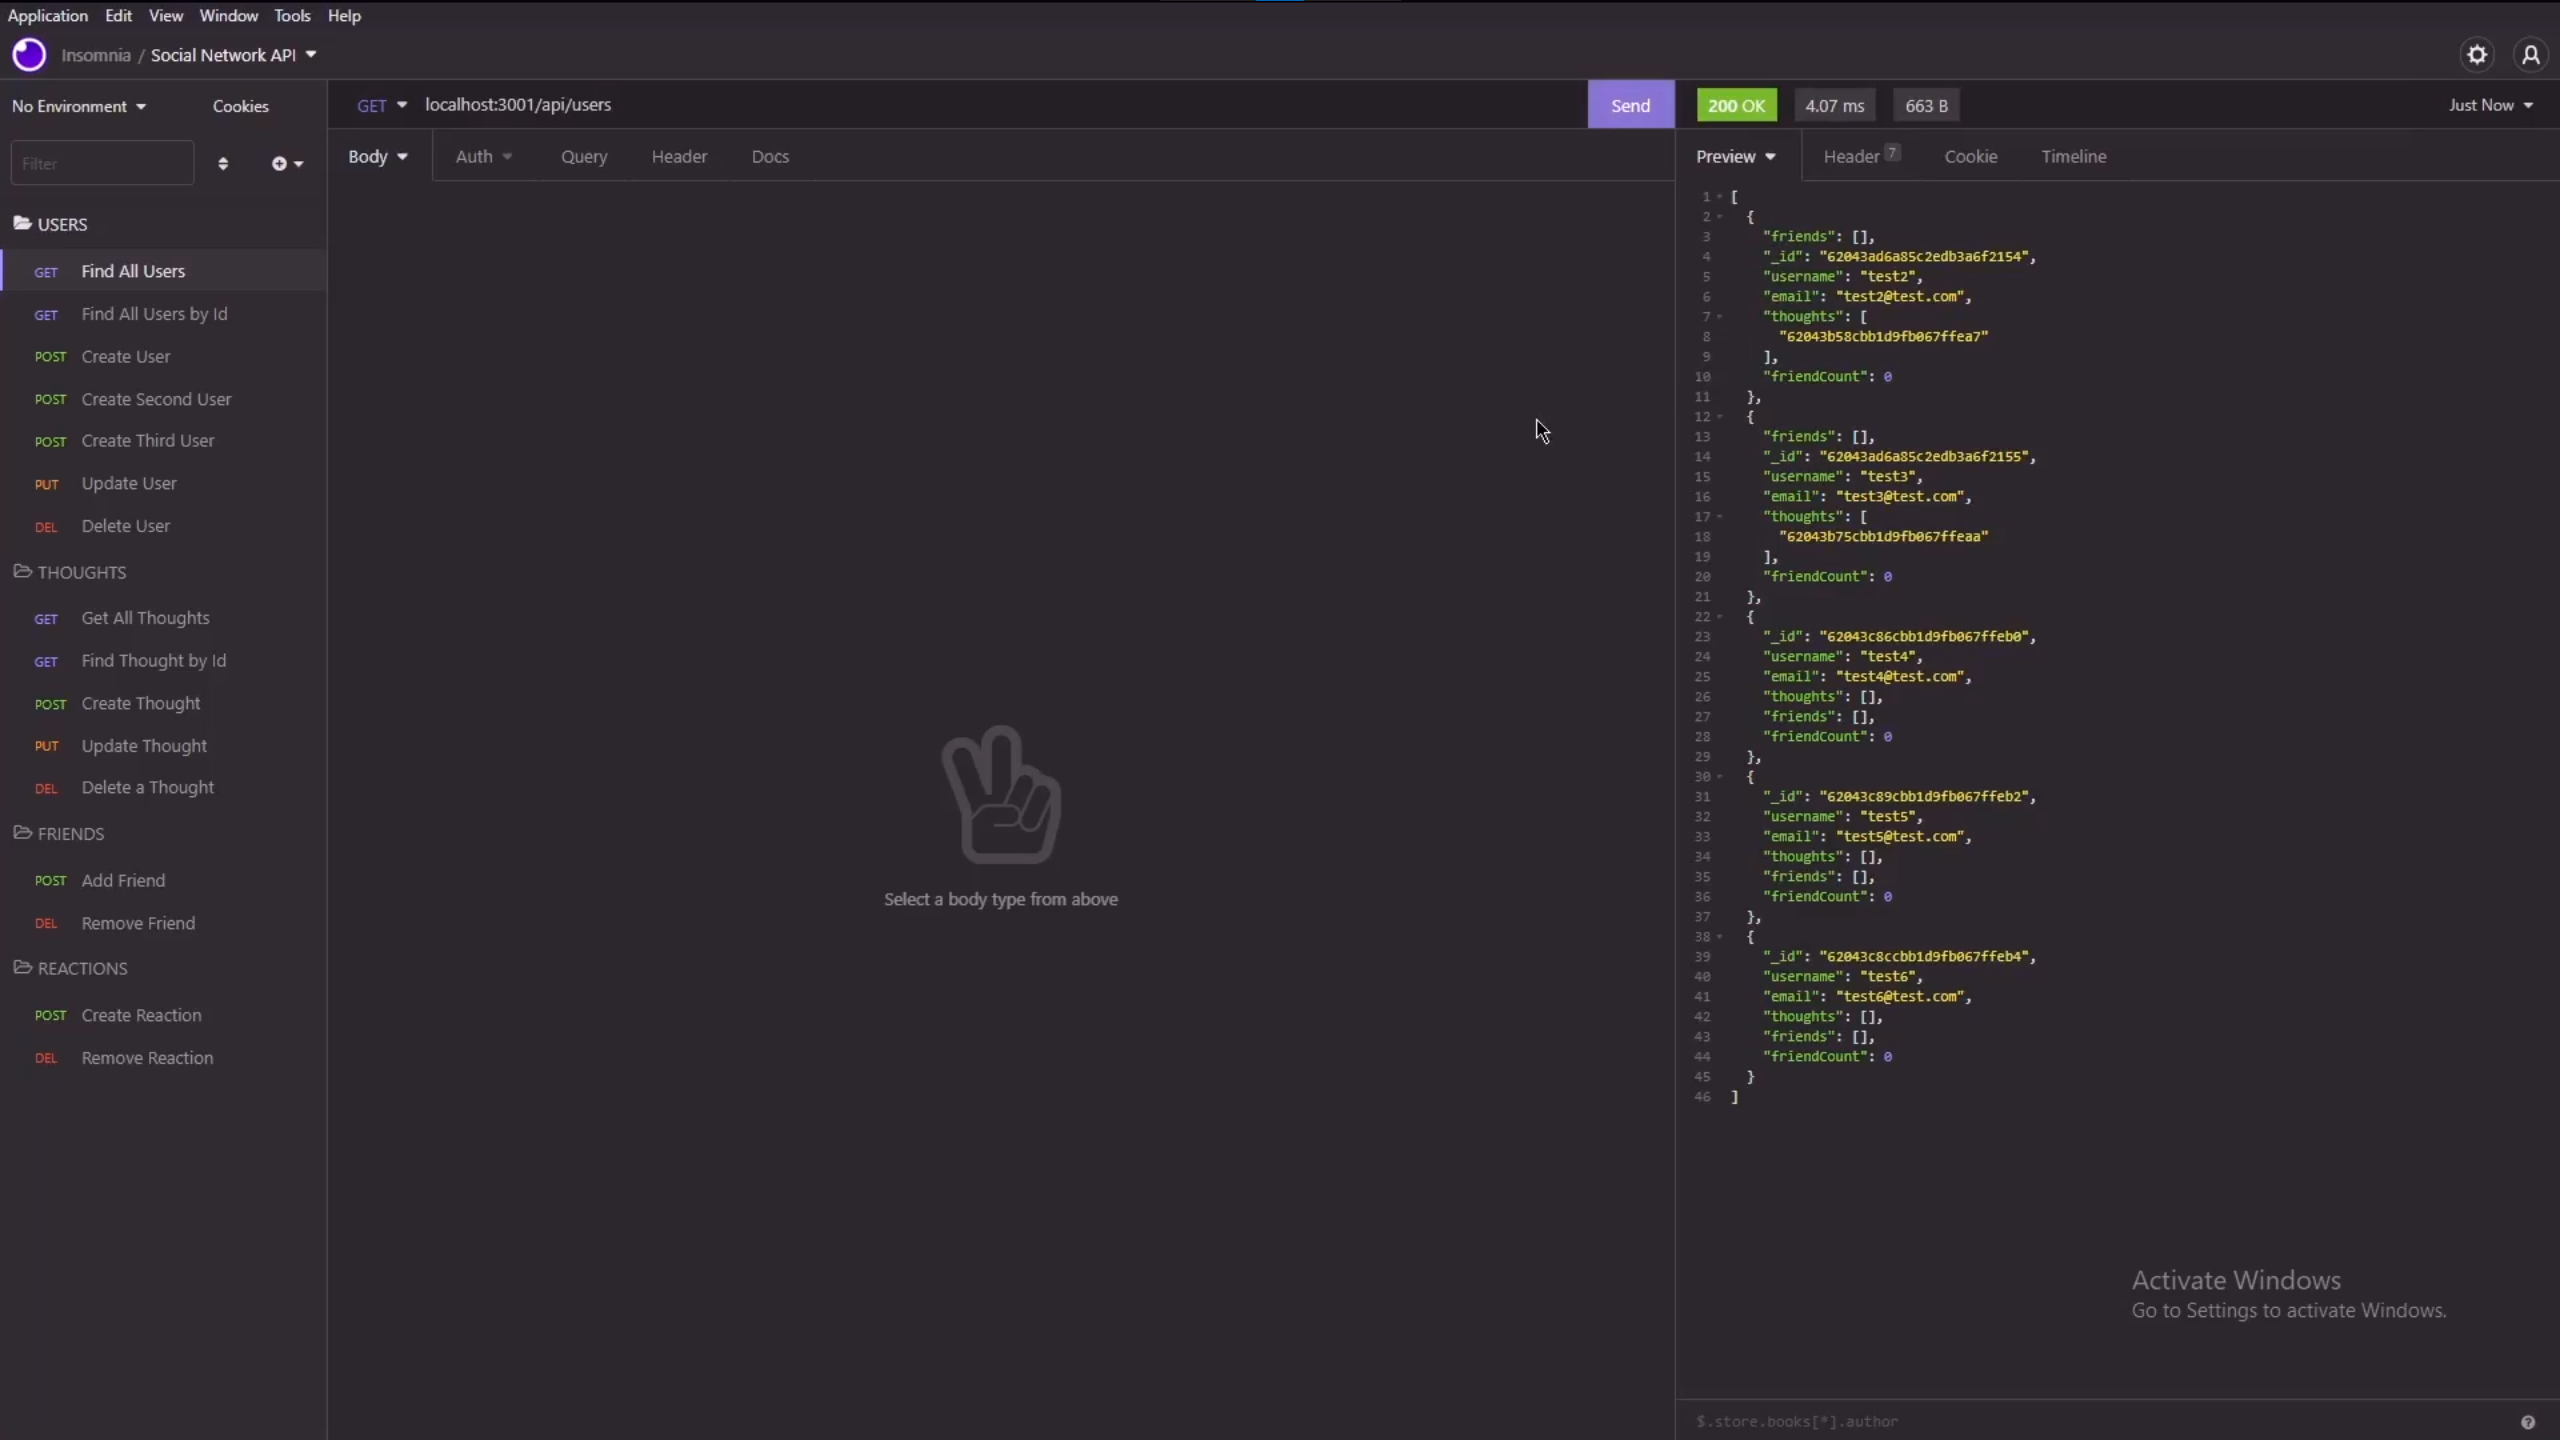 Application Edit View Window Tools Help
Insomnia / Social Network API
No Environment Cookies
Filter
USERS
GET Find All Users
GET Find All Users by Id
POST Create User
POST Create Second User
POST Create Third User
PUT Update User
DEL Delete User
THOUGHTS
GET Get All Thoughts
GET Find Thought by Id
POST Create Thought
PUT Update Thought
DEL Delete a Thought
FRIENDS
POST Add Friend
DEL Remove Friend
REACTIONS
POST Create Reaction
DEL Remove Reaction
GET localhost:3001/api/users Send
Body Auth Query Header Docs
Select a body type from above
200 OK 4.07 ms 663 B Just Now
Preview Header 7 Cookie Timeline
1 [
2 {
3 "friends": [],
4 "_id": "62043ad6a85c2edb3a6f2154",
5 "username": "test2",
6 "email": "test2@test.com",
7 "thoughts": [
8 "62043b58cbb1d9fb067ffea7"
9 ],
10 "friendCount": 0
11 },
12 {
13 "friends": [],
14 "_id": "62043ad6a85c2edb3a6f2155",
15 "username": "test3",
16 "email": "test3@test.com",
17 "thoughts": [
18 "62043b75cbb1d9fb067ffeaa"
19 ],
20 "friendCount": 0
21 },
22 {
23 "_id": "62043c86cbb1d9fb067ffeb0",
24 "username": "test4",
25 "email": "test4@test.com",
26 "thoughts": [],
27 "friends": [],
28 "friendCount": 0
29 },
30 {
31 "_id": "62043c89cbb1d9fb067ffeb2",
32 "username": "test5",
33 "email": "test5@test.com",
34 "thoughts": [],
35 "friends": [],
36 "friendCount": 0
37 },
38 {
39 "_id": "62043c8ccbb1d9fb067ffeb4",
40 "username": "test6",
41 "email": "test6@test.com",
42 "thoughts": [],
43 "friends": [],
44 "friendCount": 0
45 }
46 ]
Activate Windows
Go to Settings to activate Windows.
$.store.books[*].author